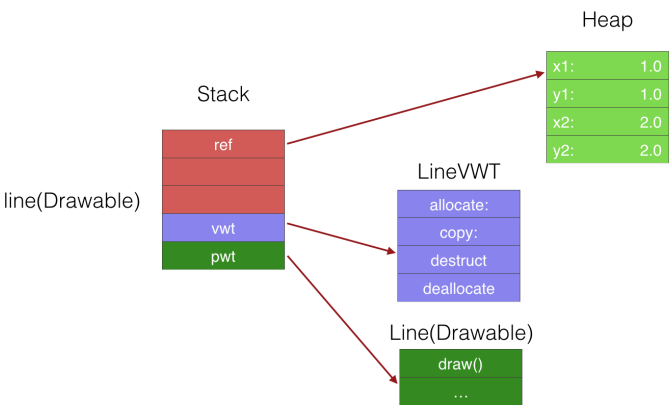 Heap
x1: 1.0
y1: 1.0
x2: 2.0
y2: 2.0
Stack
ref
line(Drawable)
vwt
pwt
LineVWT
allocate:
copy:
destruct
deallocate
Line(Drawable)
draw()
...